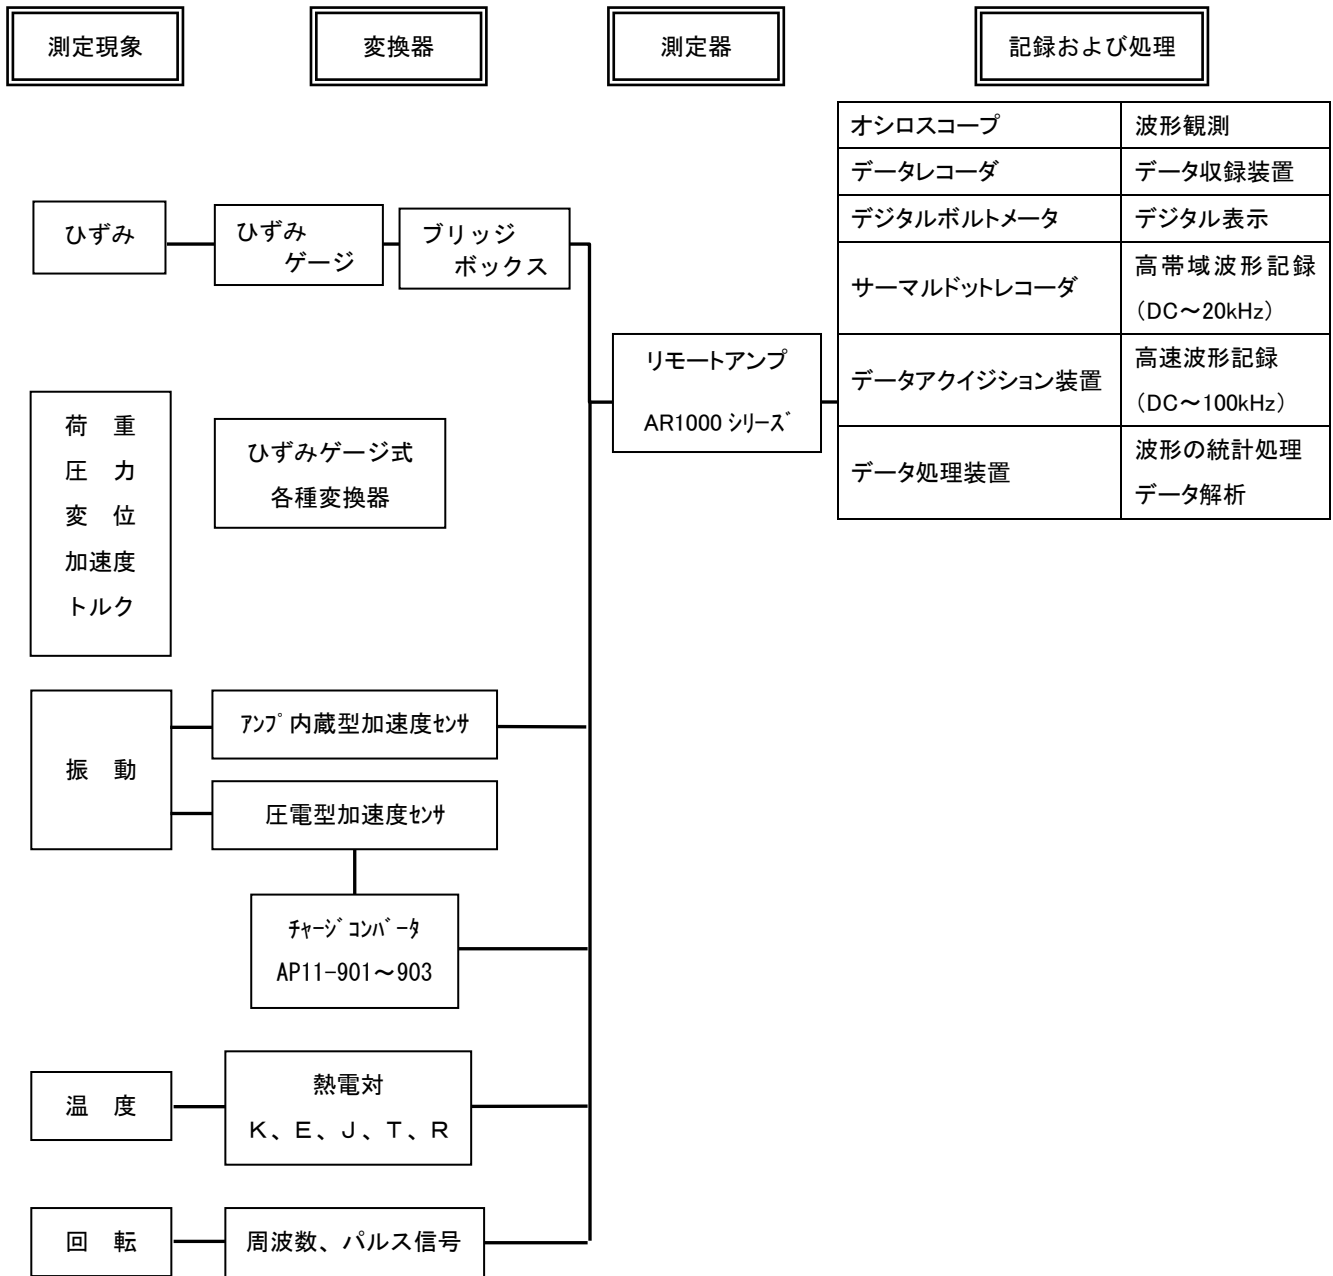 測定現象
変換器
測定器
記録および処理
オシロスコープ 波形観測
データレコーダ データ収録装置
デジタルボルトメータ デジタル表示
サーマルドットレコーダ 高帯域波形記録
(DC~20kHz)
データアクイジション装置 高速波形記録
(DC~100kHz)
データ処理装置 波形の統計処理
データ解析
ひずみ
ひずみ
ゲージ
ブリッジ
ボックス
リモートアンプ
AR1000 シリーズ
荷 重
圧 力
変 位
加速度
トルク
ひずみゲージ式
各種変換器
振 動
アンプ内蔵型加速度センサ
圧電型加速度センサ
チャージコンバータ
AP11-901~903
温 度
熱電対
K、E、J、T、R
回 転
周波数、パルス信号